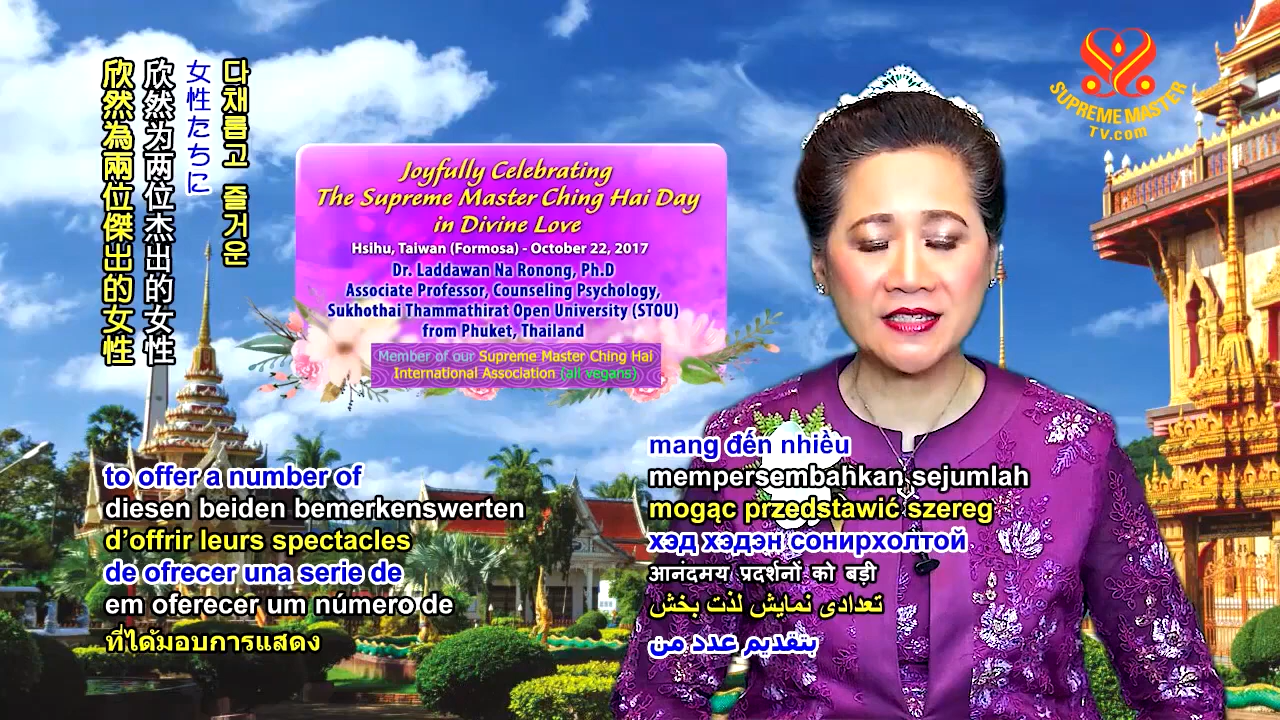 다채롭고 즐거운
女性たちに
欣然为两位杰出的女性
欣然為兩位傑出的女性
SUPREME MASTER
TV.com
Joyfully Celebrating
The Supreme Master Ching Hai Day
in Divine Love
Hsihu, Taiwan (Formosa) - October 22, 2017
Dr. Laddawan Na Ronong, Ph.D
Associate Professor, Counseling Psychology,
Sukhothai Thammathirat Open University (STOU)
from Phuket, Thailand
Member of our Supreme Master Ching Hai
International Association (all vegans)
to offer a number of
diesen beiden bemerkenswerten
d’offrir leurs spectacles
de ofrecer una serie de
em oferecer um número de
ที่ได้มอบการแสดง
mang đến nhiều
mempersembahkan sejumlah
mogąc przedstawić szereg
хэд хэдэн сонирхолтой
आनंदमय प्रदर्शनों को बड़ी
تعدادی نمایش لذت بخش
بتقديم عدد من